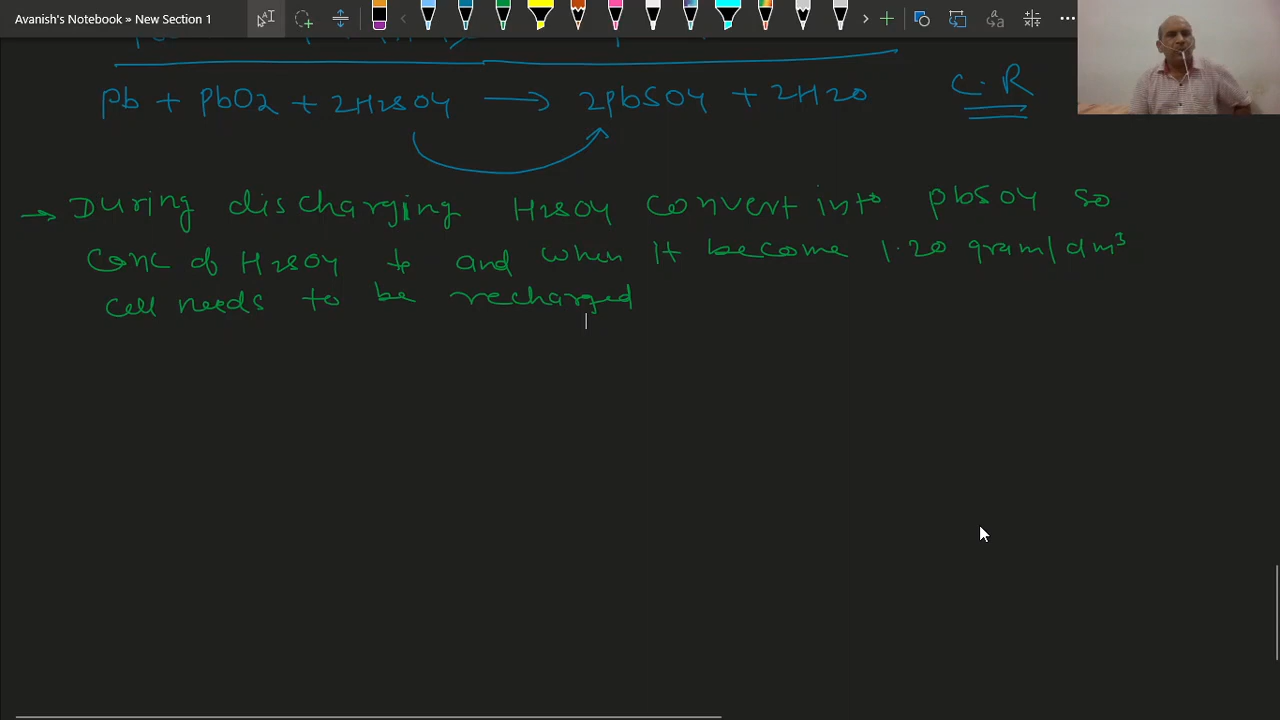 Avanish's Notebook » New Section 1
Pb + PbO2 + 2H2SO4 → 2PbSO4 + 2H2O C.R
→ During discharging H2SO4 convert into PbSO4 so
Conc of H2SO4 ↓ and when It become 1.20 gram/dm³
Cell needs to be recharged